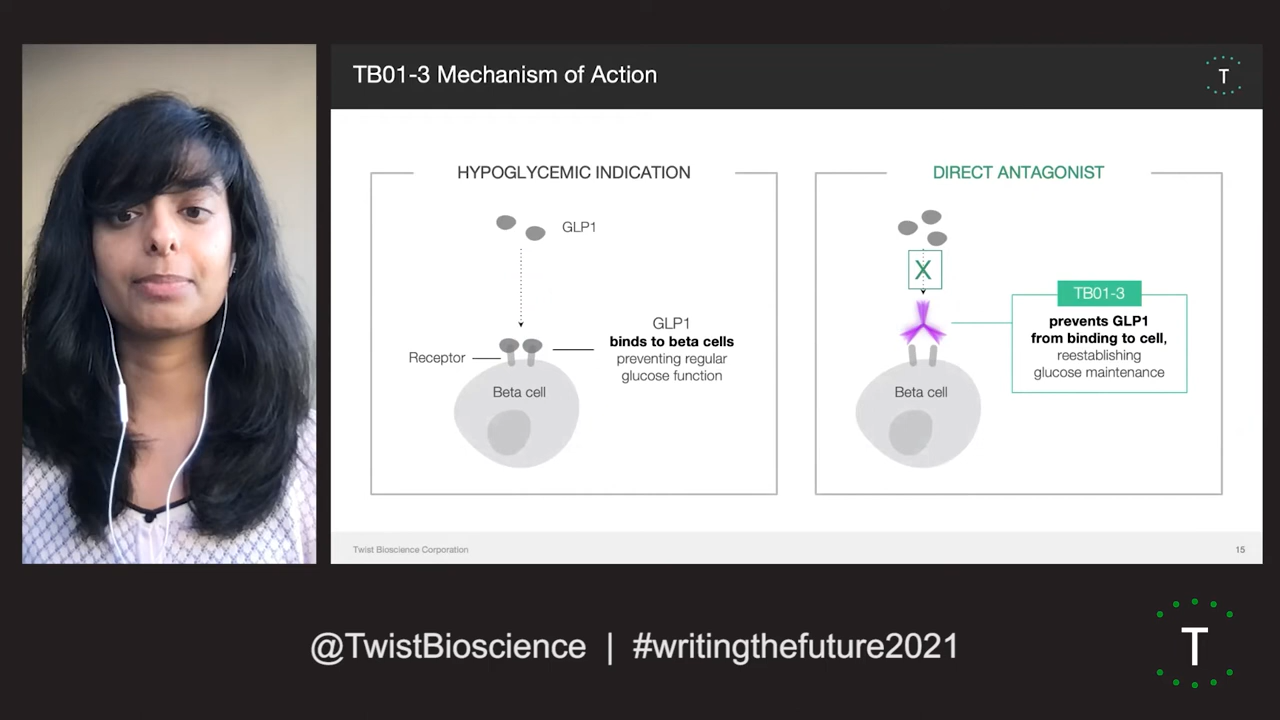 TB01-3 Mechanism of Action
T
HYPOGLYCEMIC INDICATION
GLP1
Receptor
GLP1
binds to beta cells
preventing regular
glucose function
Beta cell
DIRECT ANTAGONIST
X
TB01-3
prevents GLP1
from binding to cell,
reestablishing
glucose maintenance
Beta cell
Twist Bioscience Corporation
15
@TwistBioscience | #writingthefuture2021
T